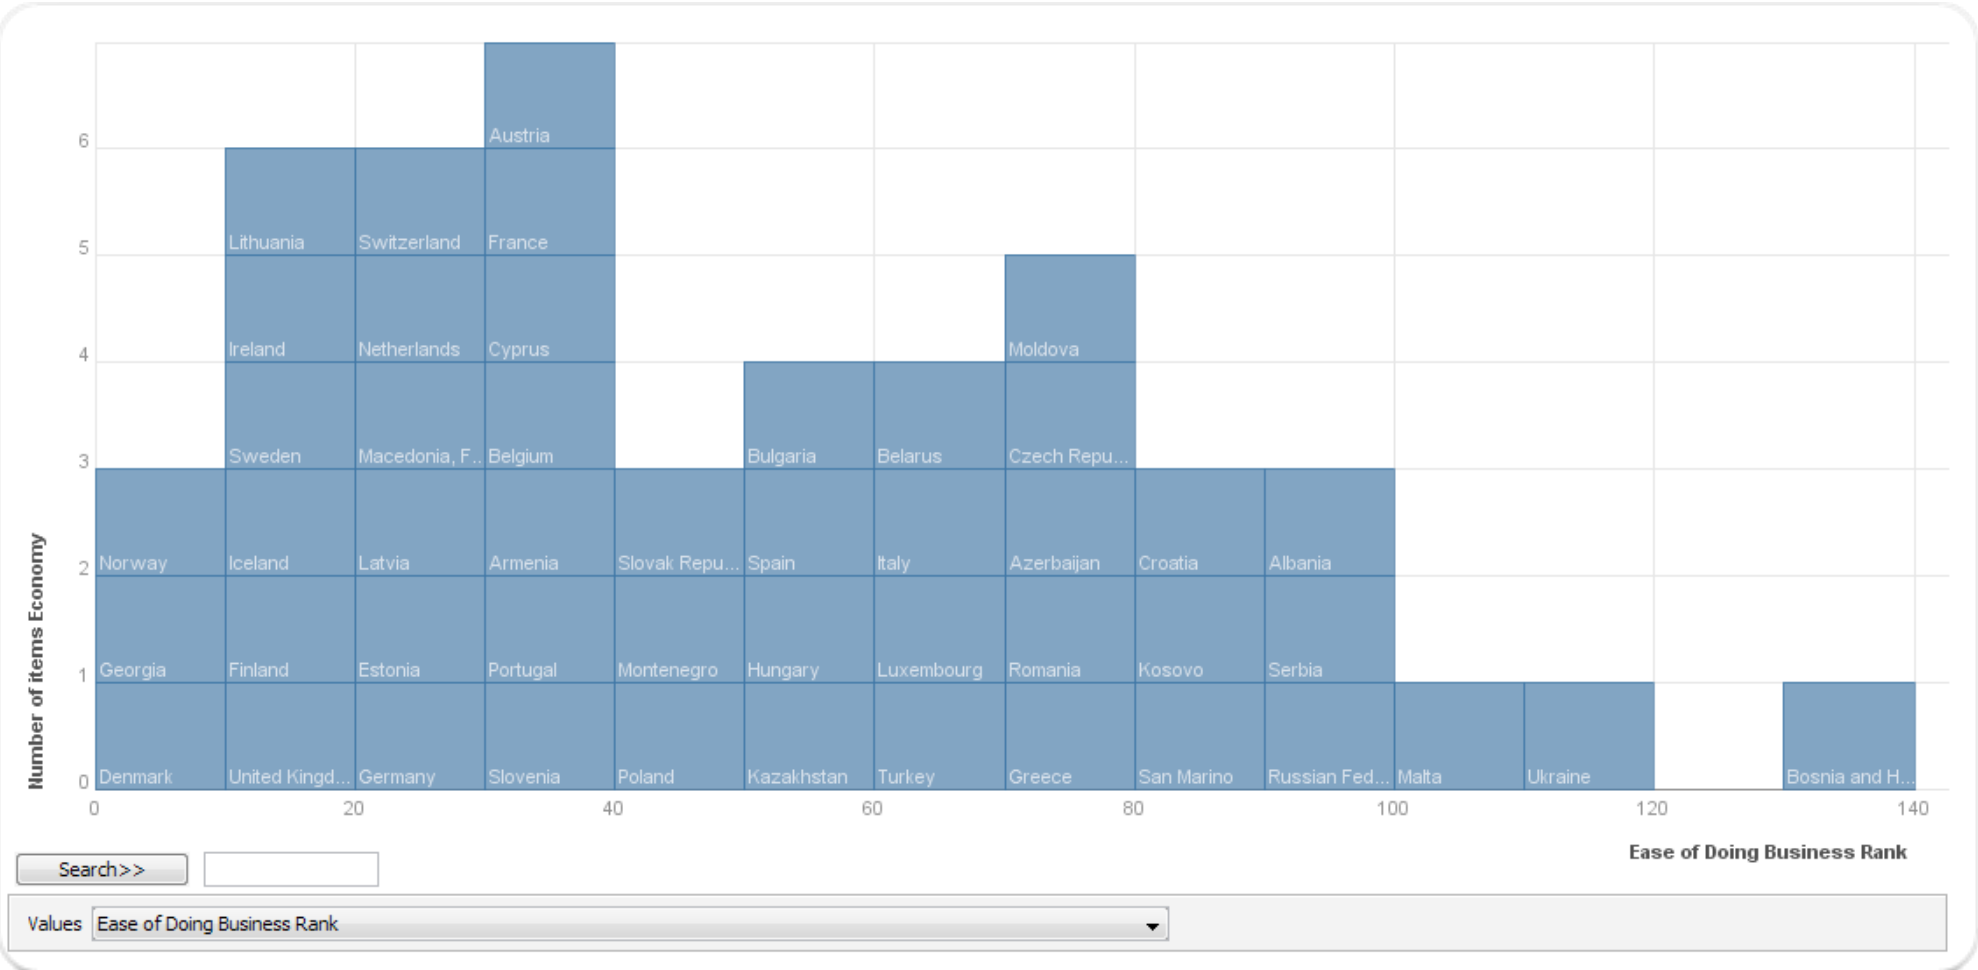 Austria
6
Lithuania Switzerland France
5
Ireland Netherlands Cyprus Moldova
4
Sweden Macedonia, F.. Belgium Bulgaria Belarus Czech Repu...
3
Norway Iceland Latvia Armenia Slovak Repu... Spain Italy Azerbaijan Croatia Albania
2
Georgia Finland Estonia Portugal Montenegro Hungary Luxembourg Romania Kosovo Serbia
1
Denmark United Kingd... Germany Slovenia Poland Kazakhstan Turkey Greece San Marino Russian Fed... Malta Ukraine Bosnia and H...
0
Number of items Economy
0 20 40 60 80 100 120 140
Ease of Doing Business Rank
Search>>
Values Ease of Doing Business Rank